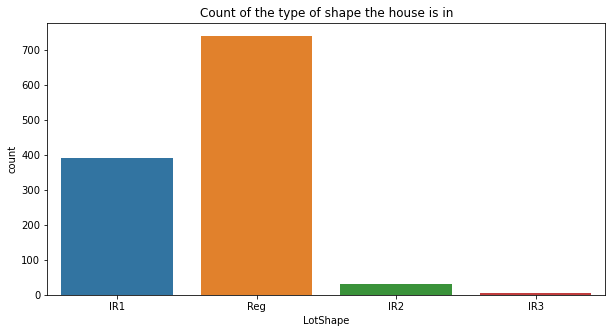 Count of the type of shape the house is in
count
700
600
500
400
300
200
100
0
IR1 Reg IR2 IR3
LotShape